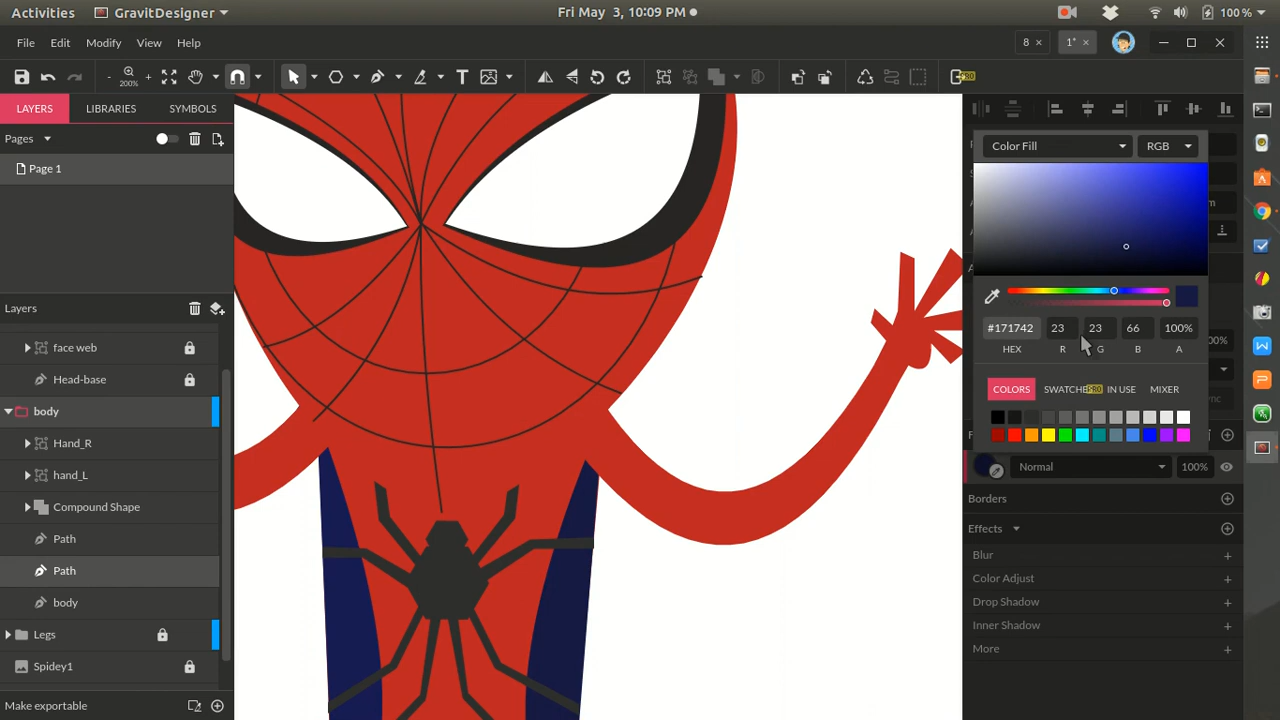 Activities GravitDesigner Fri May 3, 10:09 PM 100 %
File Edit Modify View Help 8 × 1* ×
- 200% + T PRO
LAYERS LIBRARIES SYMBOLS
Pages
Page 1
Layers
face web
Head-base
body
Hand_R
hand_L
Compound Shape
Path
Path
body
Legs
Spidey1
Make exportable
Color Fill RGB
#171742 23 23 66 100%
HEX R G B A
COLORS SWATCHE PRO IN USE MIXER
Normal 100%
Borders
Effects
Blur
Color Adjust
Drop Shadow
Inner Shadow
More